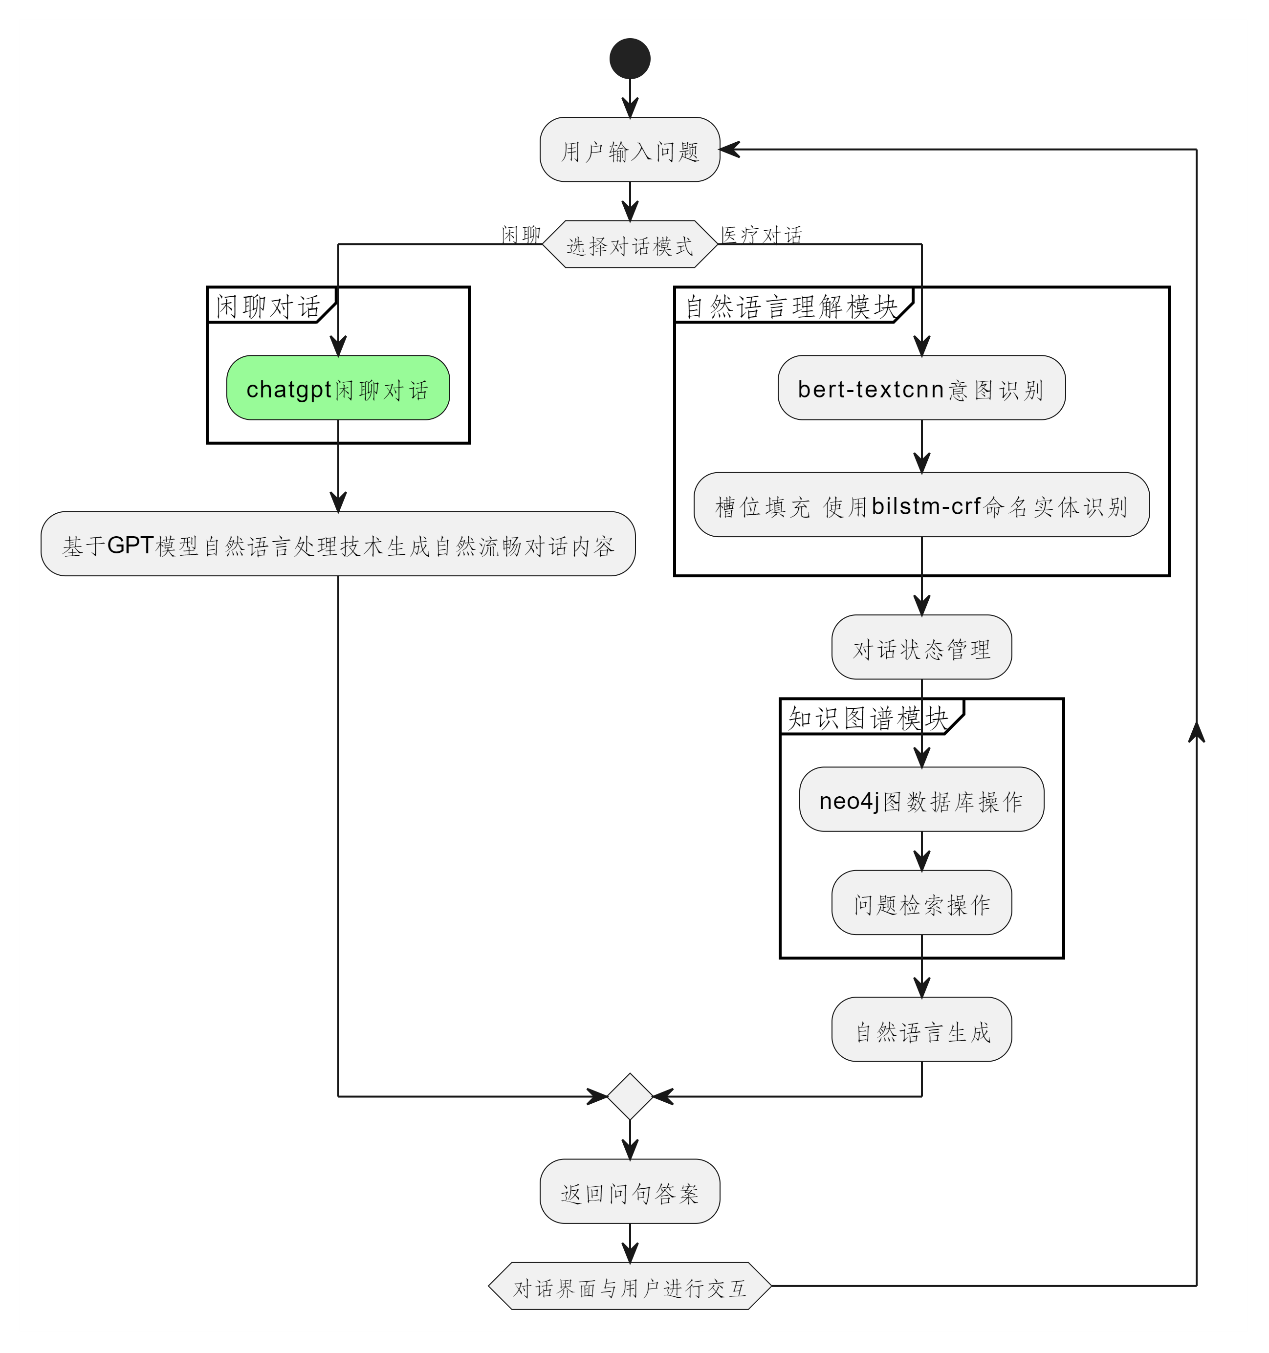 用户输入问题
闲聊
选择对话模式
医疗对话
闲聊对话
chatgpt闲聊对话
基于GPT模型自然语言处理技术生成自然流畅对话内容
自然语言理解模块
bert-textcnn意图识别
槽位填充 使用bilstm-crf命名实体识别
对话状态管理
知识图谱模块
neo4j图数据库操作
问题检索操作
自然语言生成
返回问句答案
对话界面与用户进行交互